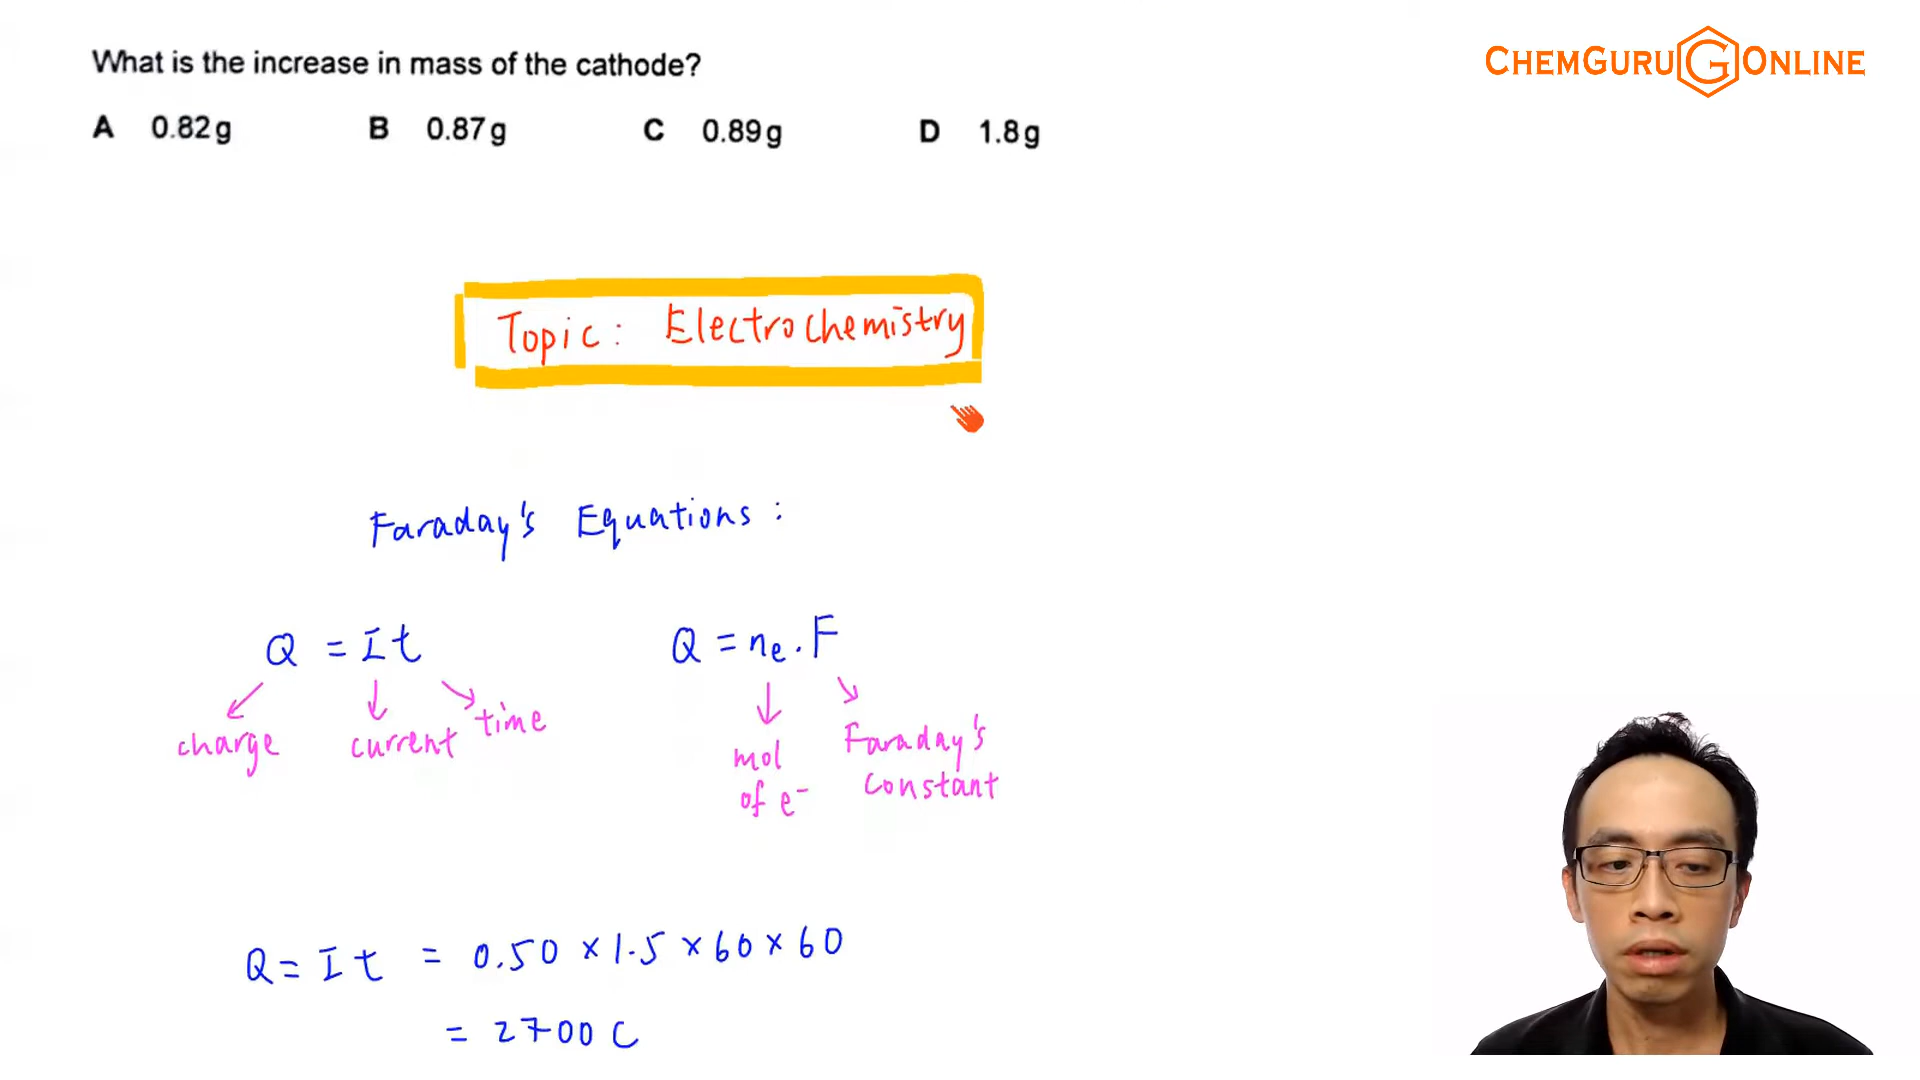 What is the increase in mass of the cathode?
CHEMGURU G ONLINE
A 0.82 g B 0.87 g C 0.89 g D 1.8 g
Topic: Electrochemistry
Faraday's Equations:
Q = It Q = ne.F
charge current time mol of e⁻ Faraday's constant
Q = It = 0.50 × 1.5 × 60 × 60
= 2700 C